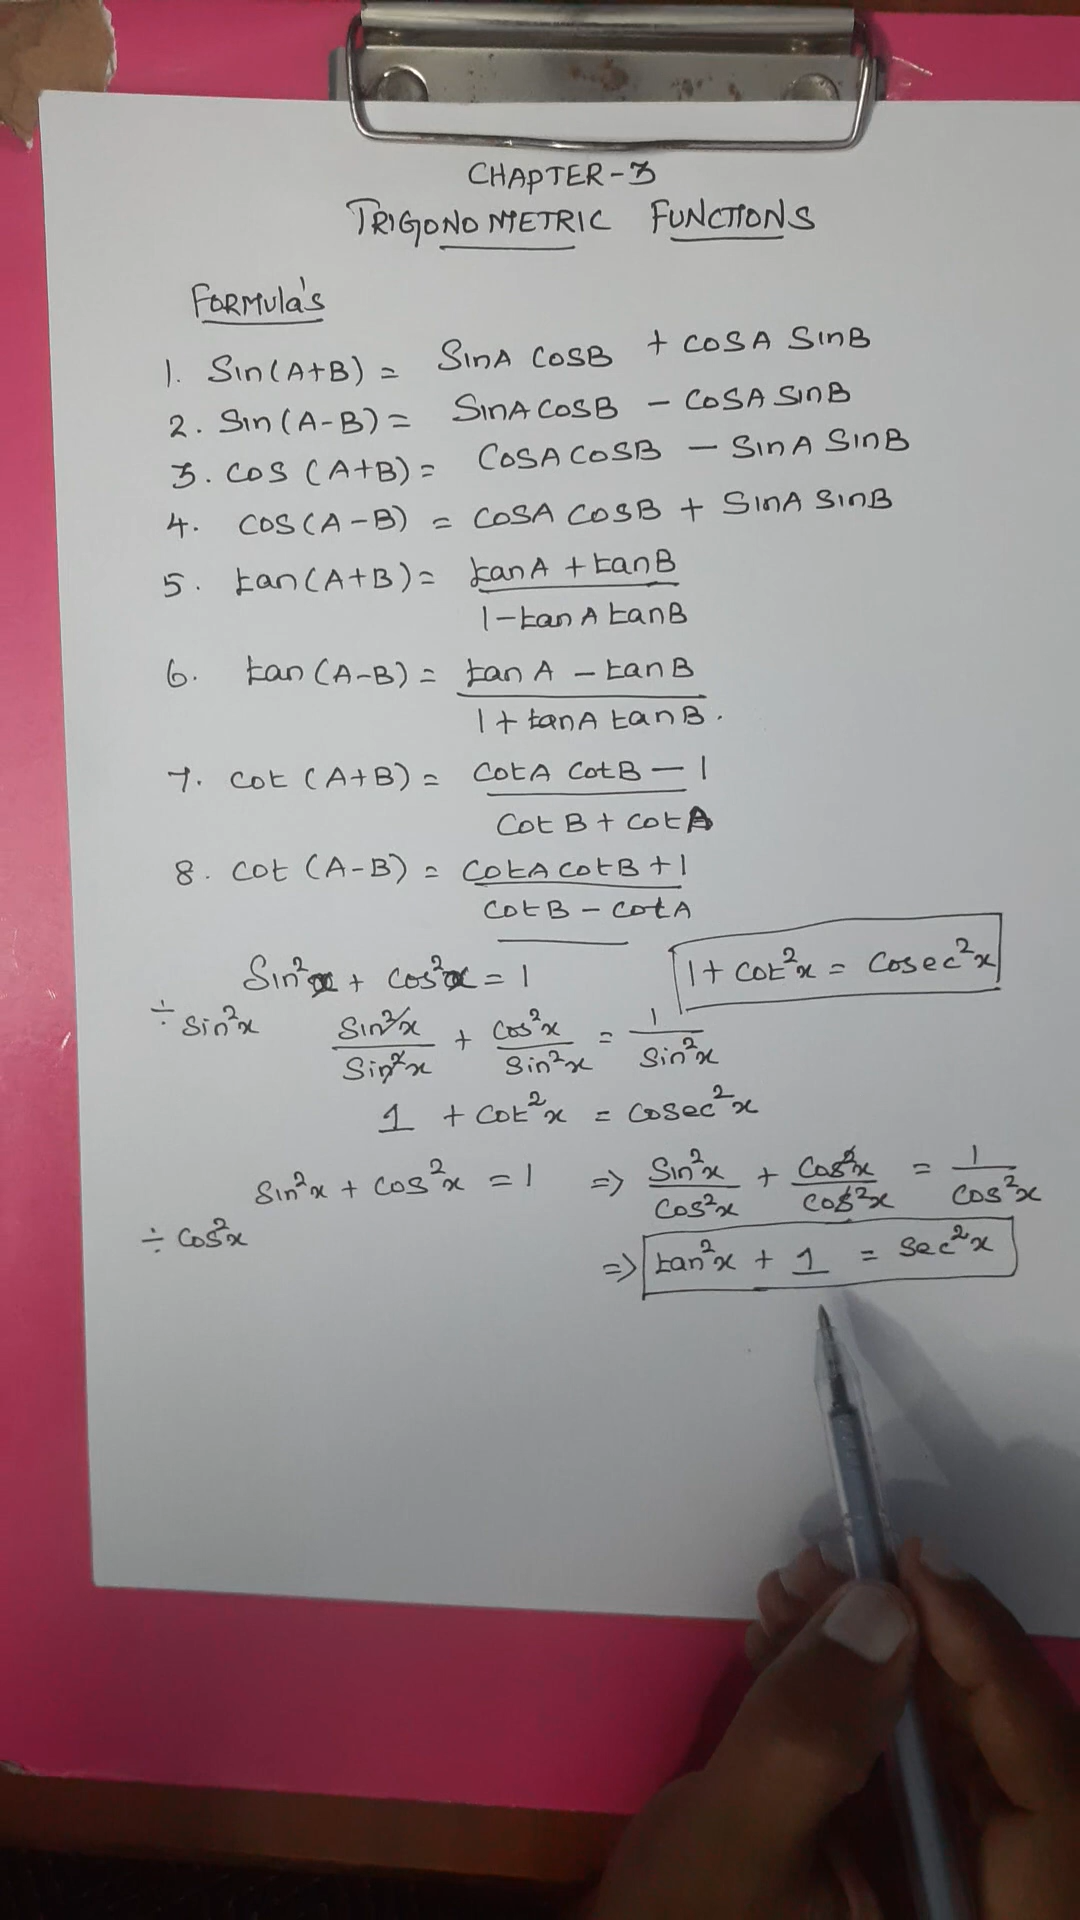 CHAPTER-3
TRIGONOMETRIC FUNCTIONS
FORMUla's
1. Sin(A+B) = SinA COSB + COSA SinB
2. Sin(A-B) = SinA COSB - COSA SinB
3. COS (A+B) = COSA COSB - SinA SinB
4. COS(A-B) = COSA COSB + SinA SinB
5. tan(A+B) = tanA + tanB
1-tan A tanB
6. tan (A-B) = tan A - tanB
1 + tanA tanB.
7. cot (A+B) = cotA cotB - 1
Cot B + cotA
8. cot (A-B) = CotA cotB + 1
CotB - cotA
Sin²x + cos²x = 1
1 + cot²x = Cosec²x
÷ Sin²x Sin²x/Sin²x + Cos²x/Sin²x = 1/Sin²x
1 + cot²x = cosec²x
Sin²x + cos²x = 1 => Sin²x/Cos²x + Cos²x/cos²x = 1/cos²x
÷ cos²x
=> tan²x + 1 = Sec²x